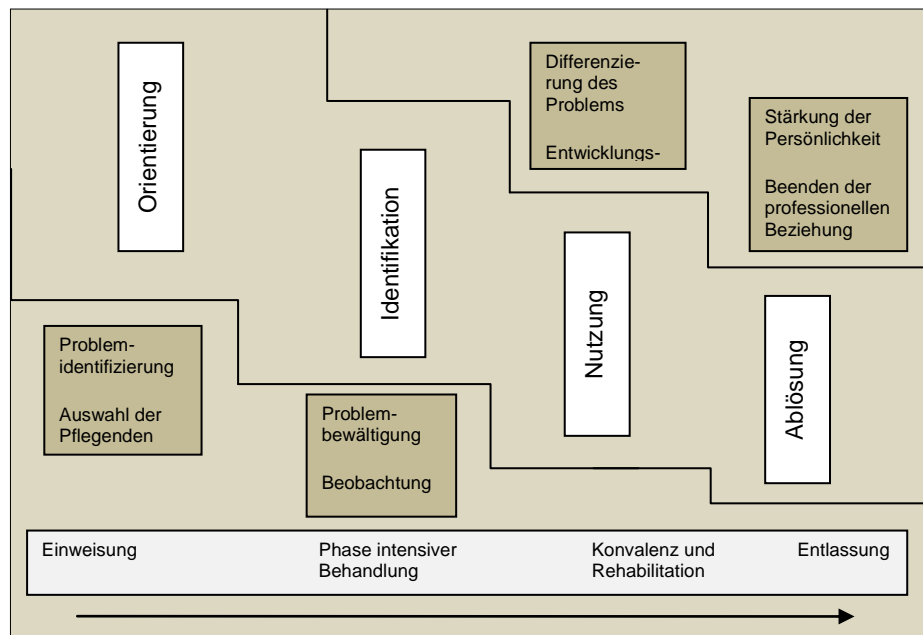 Orientierung
Problem-
identifizierung
Auswahl der
Pflegenden
Identifikation
Problem-
bewältigung
Beobachtung
Differenzie-
rung des
Problems
Entwicklungs-
Nutzung
Stärkung der
Persönlichkeit
Beenden der
professionellen
Beziehung
Ablösung
Einweisung
Phase intensiver
Behandlung
Konvalenz und
Rehabilitation
Entlassung